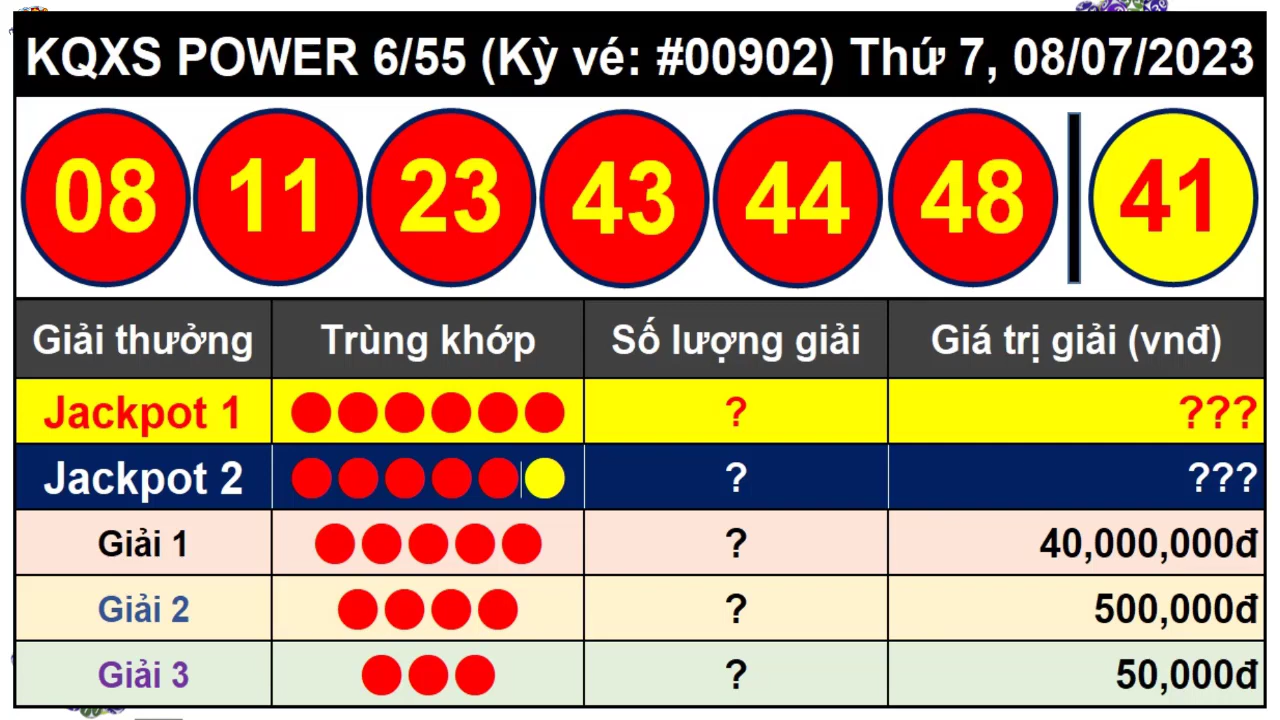 KQXS POWER 6/55 (Kỳ vé: #00902) Thứ 7, 08/07/2023
08 11 23 43 44 48 41
Giải thưởng Trùng khớp Số lượng giải Giá trị giải (vnđ)
Jackpot 1 ? ???
Jackpot 2 ? ???
Giải 1 ? 40,000,000đ
Giải 2 ? 500,000đ
Giải 3 ? 50,000đ